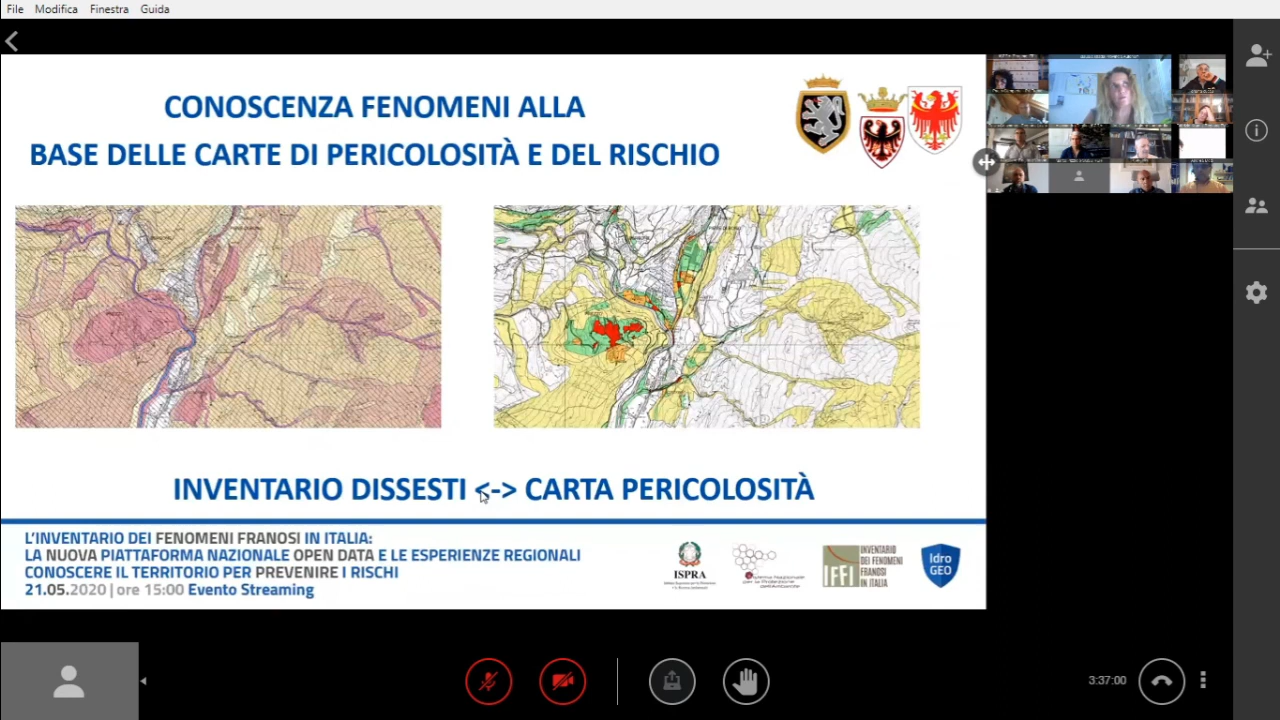 File Modifica Finestra Guida
CONOSCENZA FENOMENI ALLA
BASE DELLE CARTE DI PERICOLOSITÀ E DEL RISCHIO
INVENTARIO DISSESTI <-> CARTA PERICOLOSITÀ
L'INVENTARIO DEI FENOMENI FRANOSI IN ITALIA:
LA NUOVA PIATTAFORMA NAZIONALE OPEN DATA E LE ESPERIENZE REGIONALI
CONOSCERE IL TERRITORIO PER PREVENIRE I RISCHI
21.05.2020 | ore 15:00 Evento Streaming
ISPRA
IFFI
INVENTARIO
DEI FENOMENI
FRANOSI
IN ITALIA
Idro
GEO
3:37:00